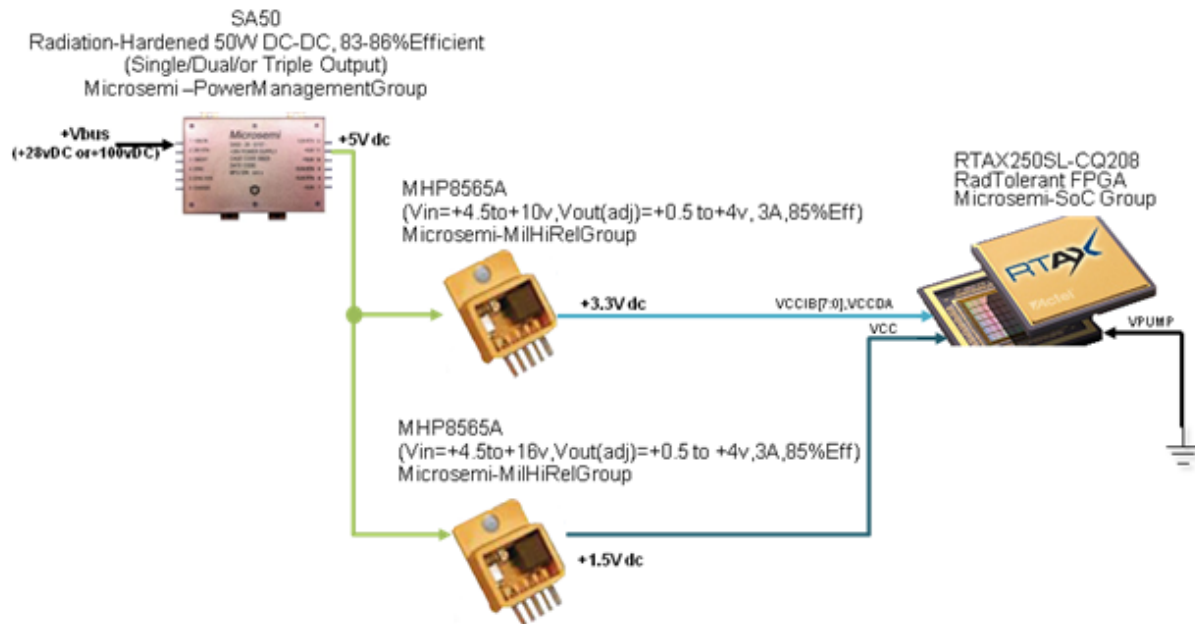 SA50
Radiation-Hardened 50W DC-DC, 83-86%Efficient
(Single/Dual/or Triple Output)
Microsemi –PowerManagementGroup
+Vbus
(+28vDC or+100vDC)
Microsemi
+5V dc
MHP8565A
(Vin=+4.5to+10v,Vout(adj)=+0.5 to+4v, 3A,85%Eff)
Microsemi-MilHiRelGroup
+3.3V dc
VCCIB[7:0],VCCDA
VCC
RTAX250SL-CQ208
RadTolerant FPGA
Microsemi-SoC Group
RTAX
Actel
VPUMP
MHP8565A
(Vin=+4.5to+16v,Vout(adj)=+0.5 to +4v,3A,85%Eff)
Microsemi-MilHiRelGroup
+1.5V dc